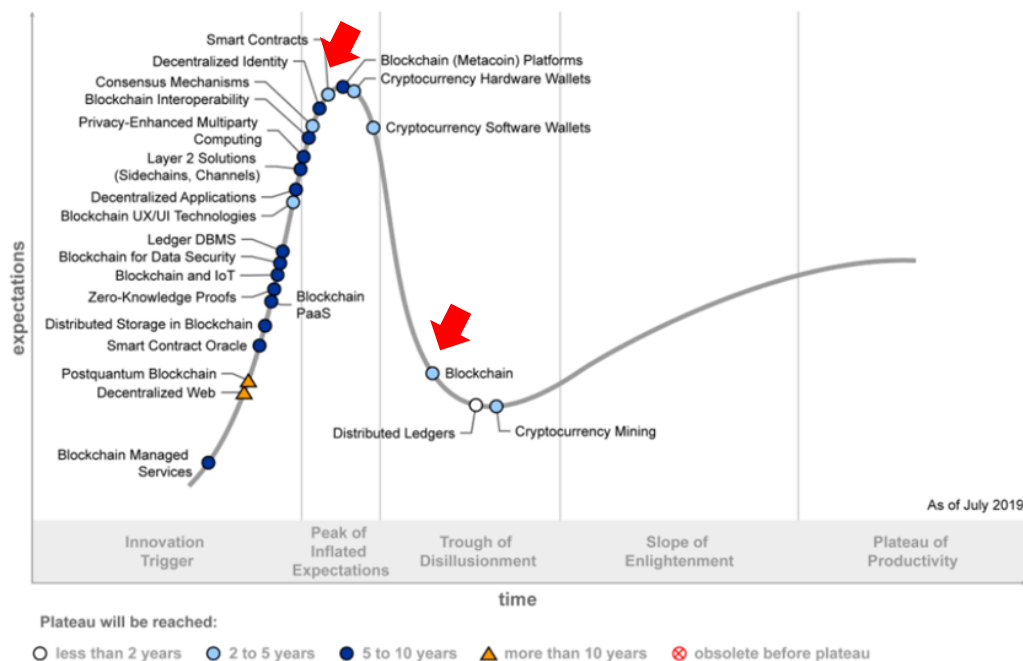 Smart Contracts
Decentralized Identity
Consensus Mechanisms
Blockchain Interoperability
Privacy-Enhanced Multiparty
Computing
Layer 2 Solutions
(Sidechains, Channels)
Decentralized Applications
Blockchain UX/UI Technologies
Ledger DBMS
Blockchain for Data Security
Blockchain and IoT
Zero-Knowledge Proofs
Blockchain
PaaS
Distributed Storage in Blockchain
Smart Contract Oracle
Postquantum Blockchain
Decentralized Web
Blockchain Managed
Services
Blockchain (Metacoin) Platforms
Cryptocurrency Hardware Wallets
Cryptocurrency Software Wallets
Blockchain
Distributed Ledgers
Cryptocurrency Mining
expectations
As of July 2019
Innovation
Trigger
Peak of
Inflated
Expectations
Trough of
Disillusionment
Slope of
Enlightenment
Plateau of
Productivity
time
Plateau will be reached:
less than 2 years
2 to 5 years
5 to 10 years
more than 10 years
obsolete before plateau